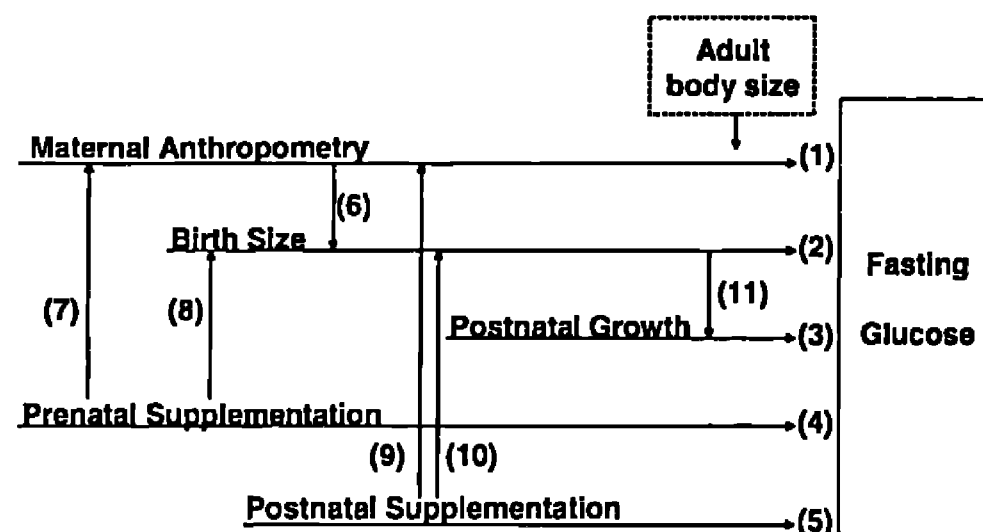 Adult
body size
Maternal Anthropometry
(1)
(6)
Birth Size
(2)
Fasting
(7)
(8)
(11)
Postnatal Growth
(3)
Glucose
Prenatal Supplementation
(4)
(9)
(10)
Postnatal Supplementation
(5)